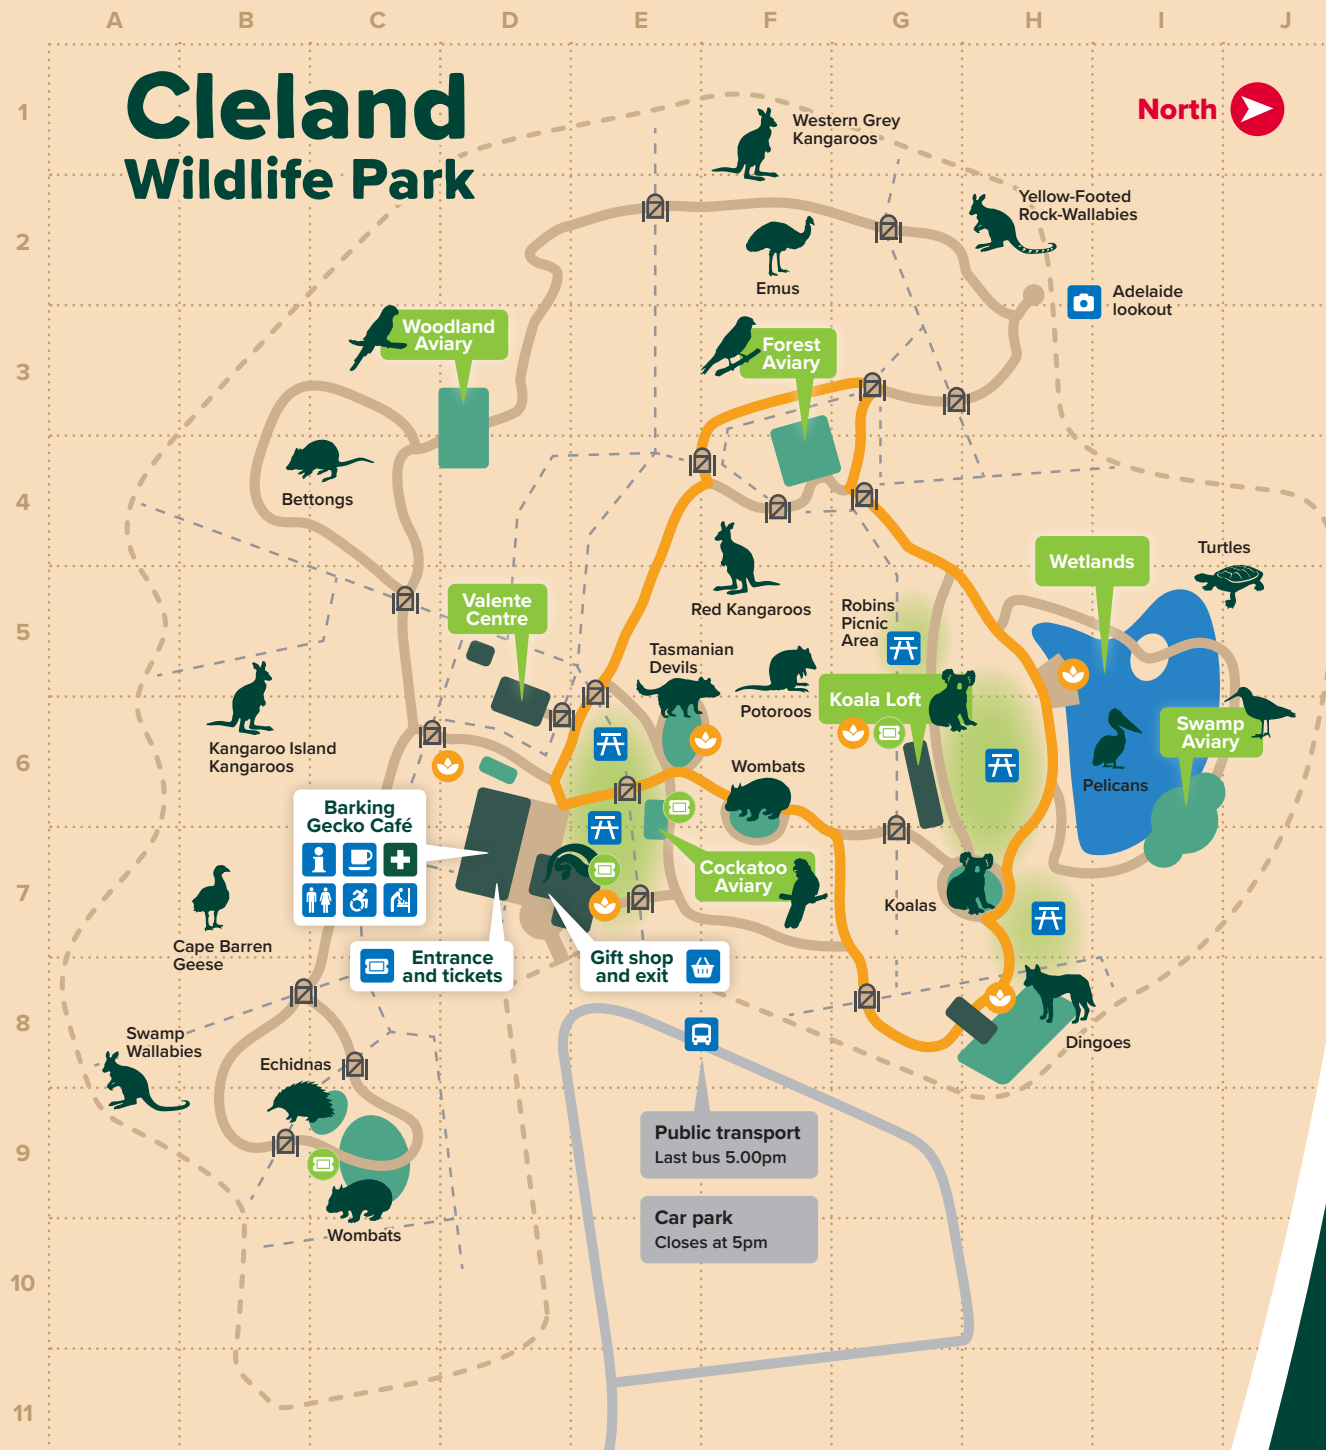 A B C D E F G H I J
1
2
3
4
5
6
7
8
9
10
11
Cleland
Wildlife Park
North
Western Grey
Kangaroos
Yellow-Footed
Rock-Wallabies
Emus
Adelaide
lookout
Woodland
Aviary
Forest
Aviary
Bettongs
Wetlands
Turtles
Valente
Centre
Red Kangaroos
Robins
Picnic
Area
Tasmanian
Devils
Potoroos
Koala Loft
Swamp
Aviary
Kangaroo Island
Kangaroos
Wombats
Pelicans
Barking
Gecko Café
i
Cockatoo
Aviary
Koalas
Cape Barren
Geese
Entrance
and tickets
Gift shop
and exit
Swamp
Wallabies
Echidnas
Dingoes
Public transport
Last bus 5.00pm
Car park
Closes at 5pm
Wombats